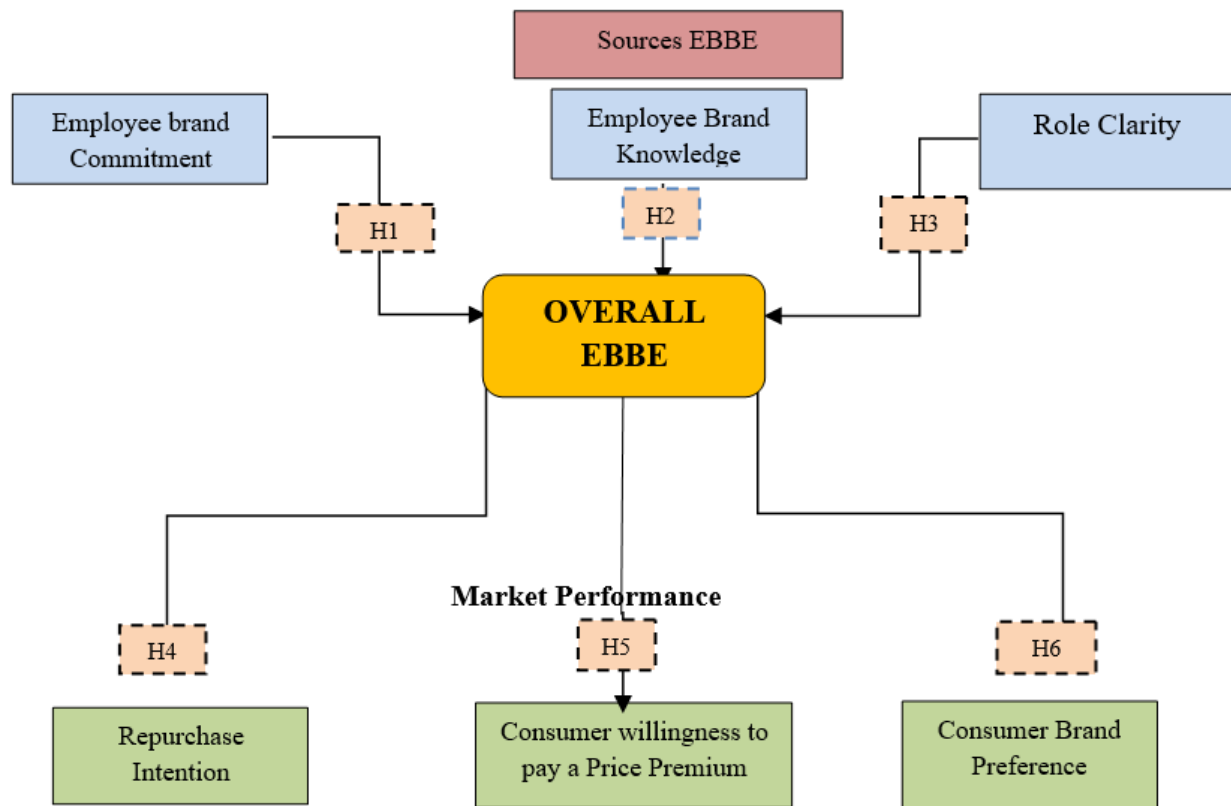 Sources EBBE
Employee brand
Commitment
Employee Brand
Knowledge
Role Clarity
H1
H2
H3
OVERALL
EBBE
Market Performance
H4
H5
H6
Repurchase
Intention
Consumer willingness to
pay a Price Premium
Consumer Brand
Preference